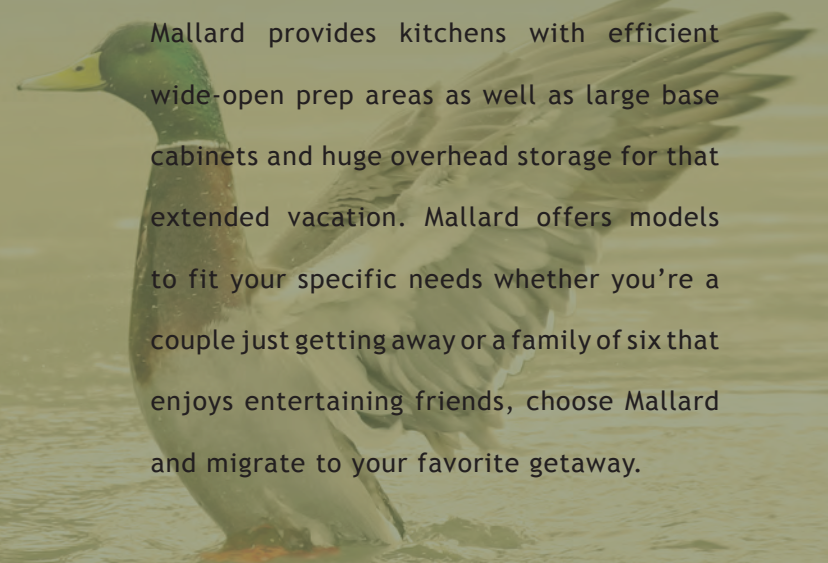 Mallard provides kitchens with efficient
wide-open prep areas as well as large base
cabinets and huge overhead storage for that
extended vacation. Mallard offers models
to fit your specific needs whether you’re a
couple just getting away or a family of six that
enjoys entertaining friends, choose Mallard
and migrate to your favorite getaway.